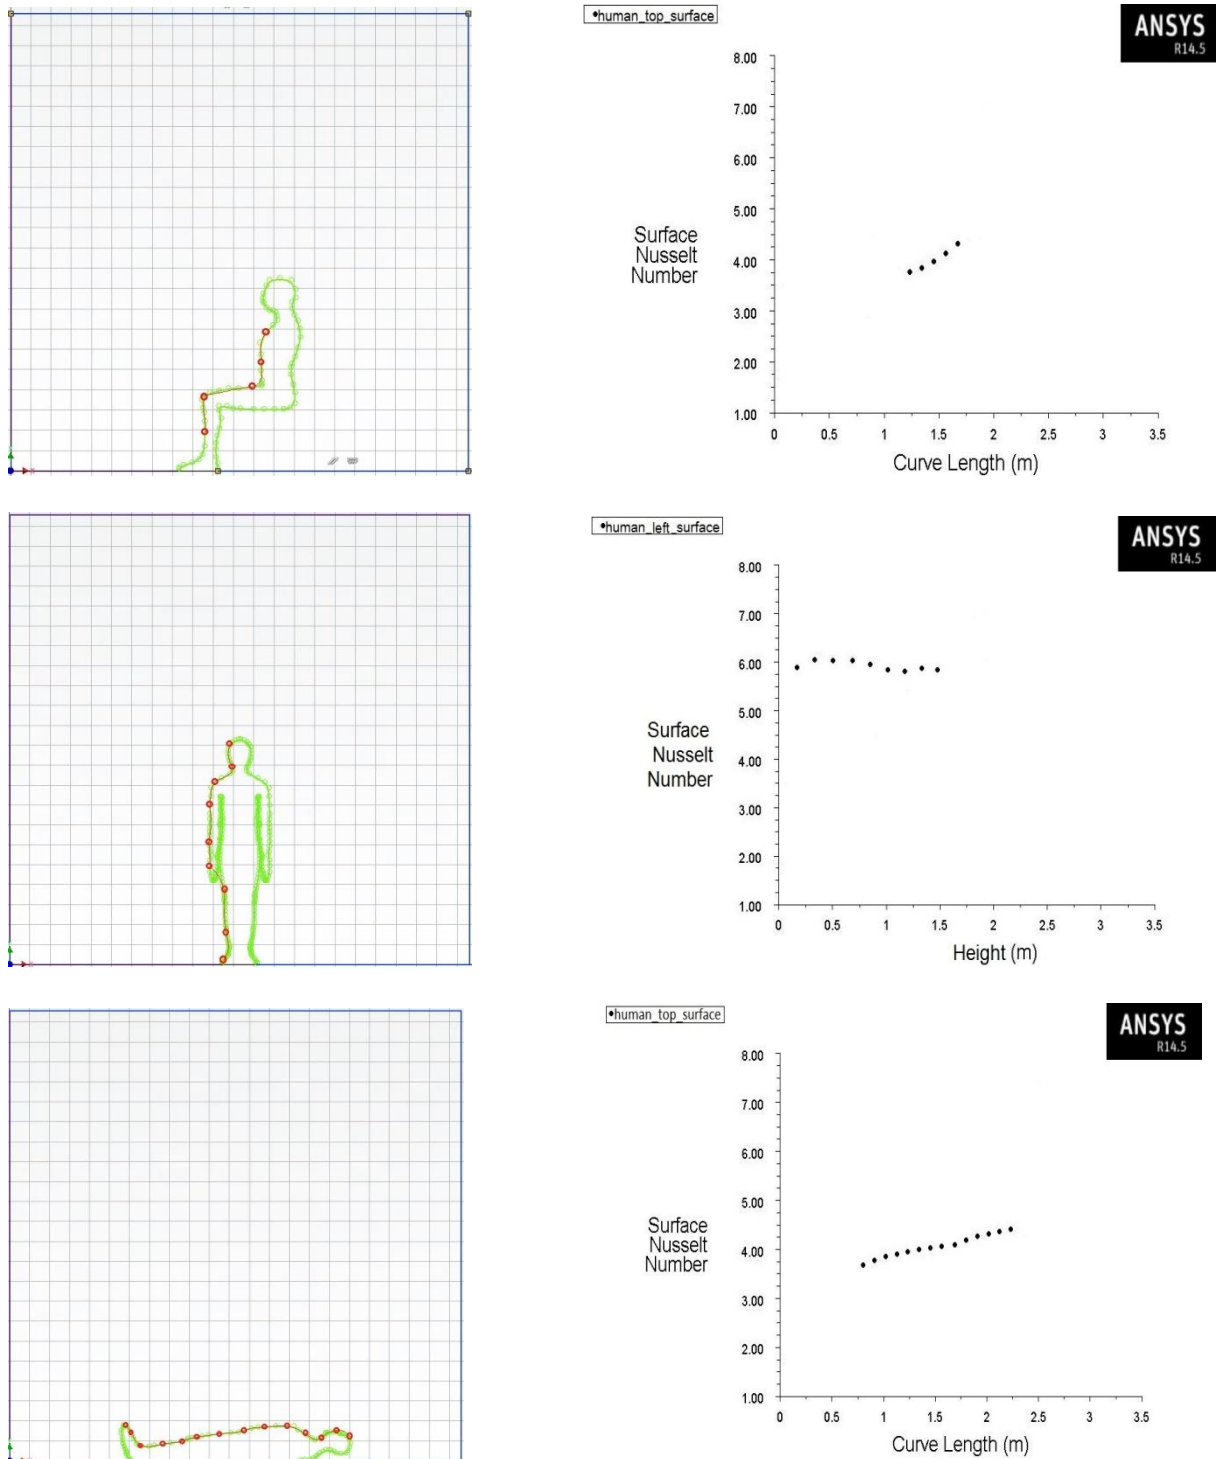 •human_top_surface
ANSYS
R14.5
8.00
7.00
6.00
5.00
4.00
3.00
2.00
1.00
Surface
Nusselt
Number
0 0.5 1 1.5 2 2.5 3 3.5
Curve Length (m)
•human_left_surface
ANSYS
R14.5
8.00
7.00
6.00
5.00
4.00
3.00
2.00
1.00
Surface
Nusselt
Number
0 0.5 1 1.5 2 2.5 3 3.5
Height (m)
•human_top_surface
ANSYS
R14.5
8.00
7.00
6.00
5.00
4.00
3.00
2.00
1.00
Surface
Nusselt
Number
0 0.5 1 1.5 2 2.5 3 3.5
Curve Length (m)